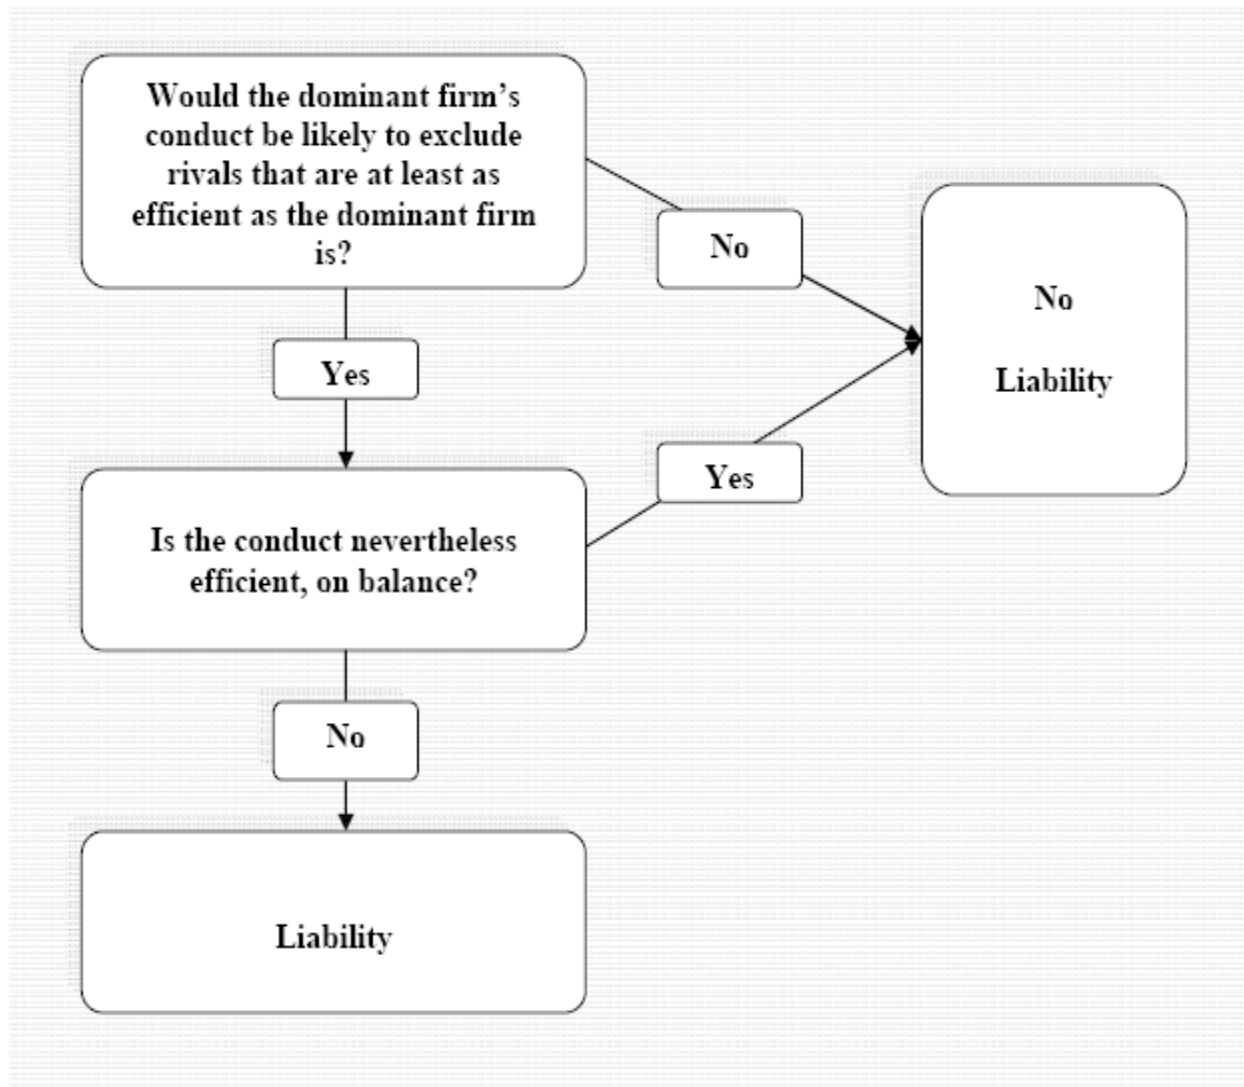 Would the dominant firm’s
conduct be likely to exclude
rivals that are at least as
efficient as the dominant firm
is?
No
No
Liability
Yes
Is the conduct nevertheless
efficient, on balance?
Yes
No
Liability